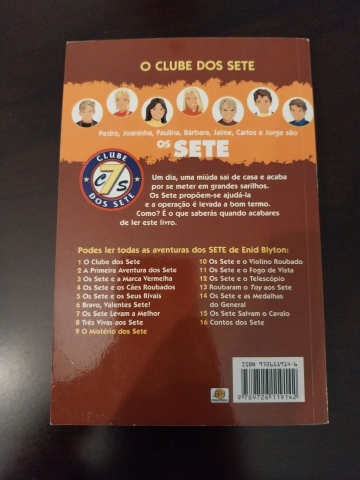 O CLUBE DOS SETE
Pedro, Joaninha, Paulina, Bárbara, Jaime, Carlos e Jorge são
OS SETE
CLUBE
C7S
DOS SETE
Um dia, uma miúda sai de casa e acaba
por se meter em grandes sarilhos.
Os Sete propõem-se ajudá-la
e a operação é levada a bom termo.
Como? É o que saberás quando acabares
de ler este livro.
Podes ler todas as aventuras dos SETE de Enid Blyton:
1 O Clube dos Sete
2 A Primeira Aventura dos Sete
3 Os Sete e a Marca Vermelha
4 Os Sete e os Cães Roubados
5 Os Sete e os Seus Rivais
6 Bravo, Valentes Sete!
7 Os Sete Levam a Melhor
8 Três Vivas aos Sete
9 O Mistério dos Sete
10 Os Sete e o Violino Roubado
11 Os Sete e o Fogo de Vista
12 Os Sete e o Telescópio
13 Roubaram o Toy aos Sete
14 Os Sete e as Medalhas
do General
15 Os Sete Salvam o Cavalo
16 Contos dos Sete
ISBN 972611914-6
9 789726 119142